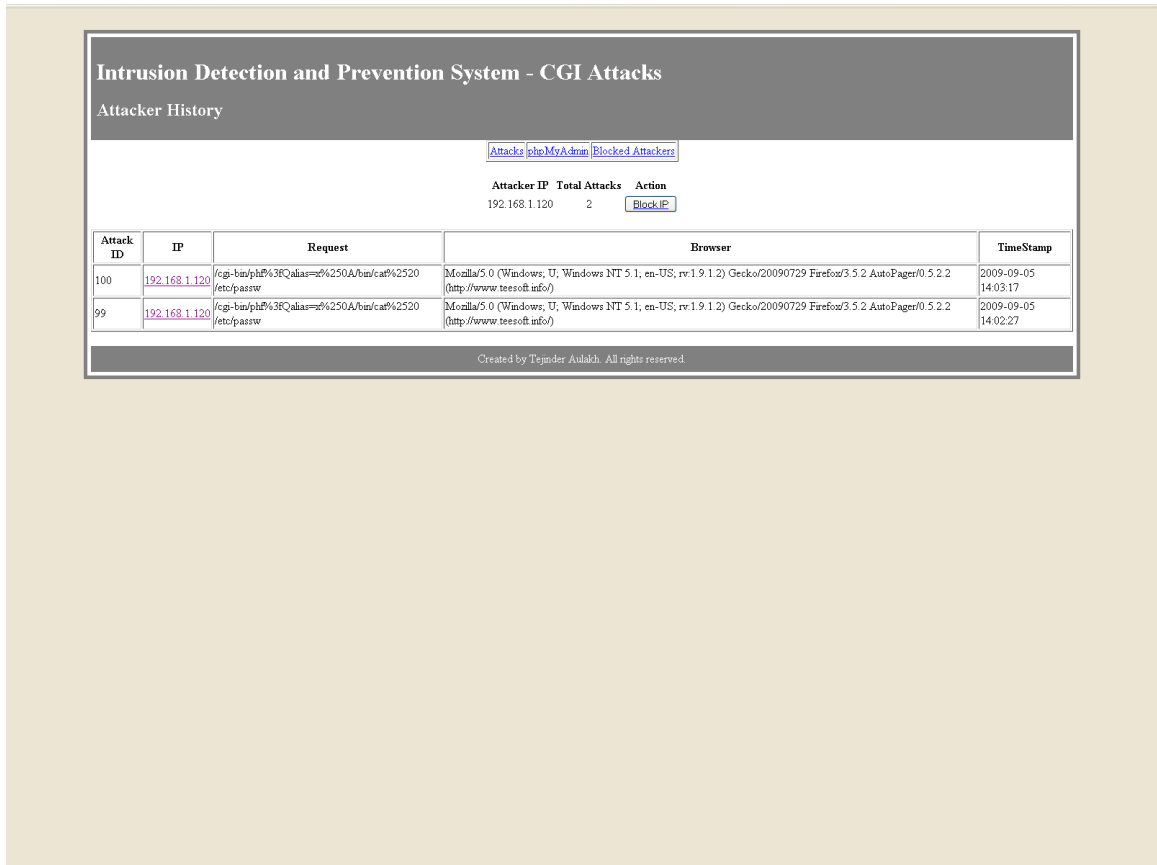 Intrusion Detection and Prevention System - CGI Attacks
Attacker History
Attacks phpMyAdmin Blocked Attackers
Attacker IP Total Attacks Action
192.168.1.120 2 Block IP
Attack ID IP Request Browser TimeStamp
100 192.168.1.120 /cgi-bin/phf%3fQalias=x%250A/bin/cat%2520 Mozilla/5.0 (Windows; U; Windows NT 5.1; en-US; rv:1.9.1.2) Gecko/20090729 Firefox/3.5.2 AutoPager/0.5.2.2 2009-09-05
/etc/passw (http://www.teesoft.info/) 14:03:17
99 192.168.1.120 /cgi-bin/phf%3fQalias=x%250A/bin/cat%2520 Mozilla/5.0 (Windows; U; Windows NT 5.1; en-US; rv:1.9.1.2) Gecko/20090729 Firefox/3.5.2 AutoPager/0.5.2.2 2009-09-05
/etc/passw (http://www.teesoft.info/) 14:02:27
Created by Tejinder Aulakh. All rights reserved.